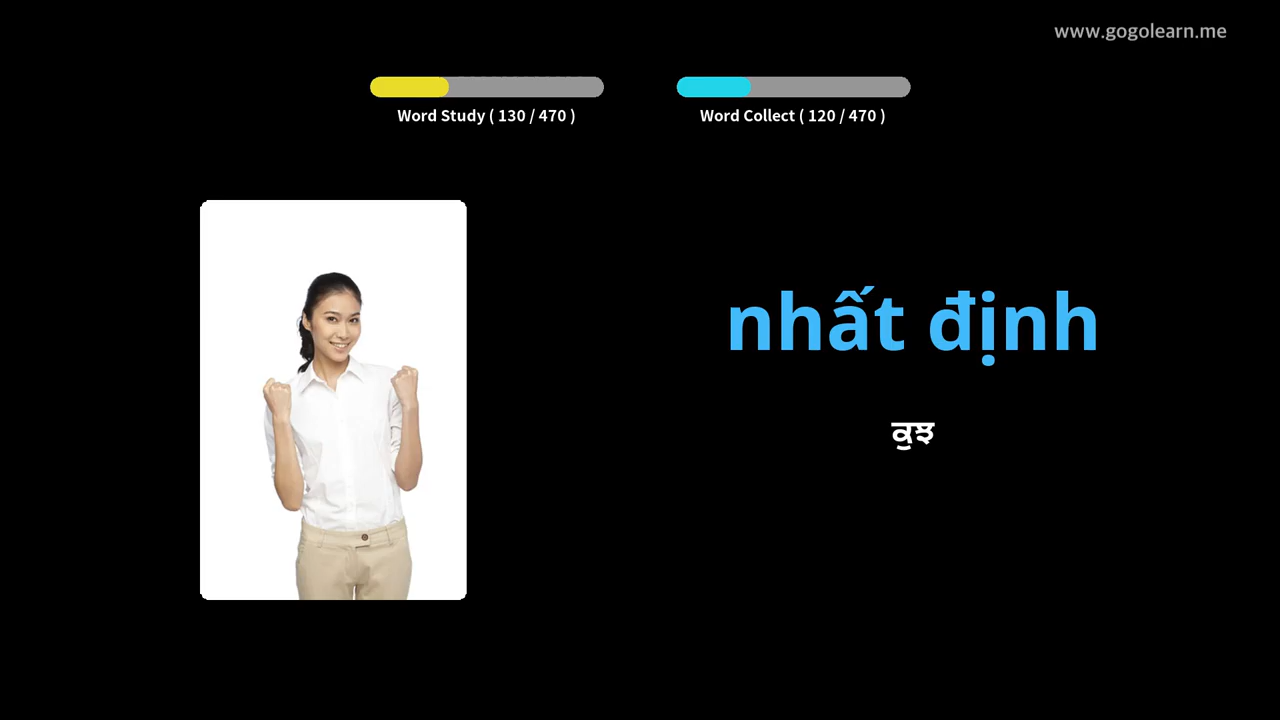 www.gogolearn.me
Word Study ( 130 / 470 )
Word Collect ( 120 / 470 )
nhất định
ਕੁਝ